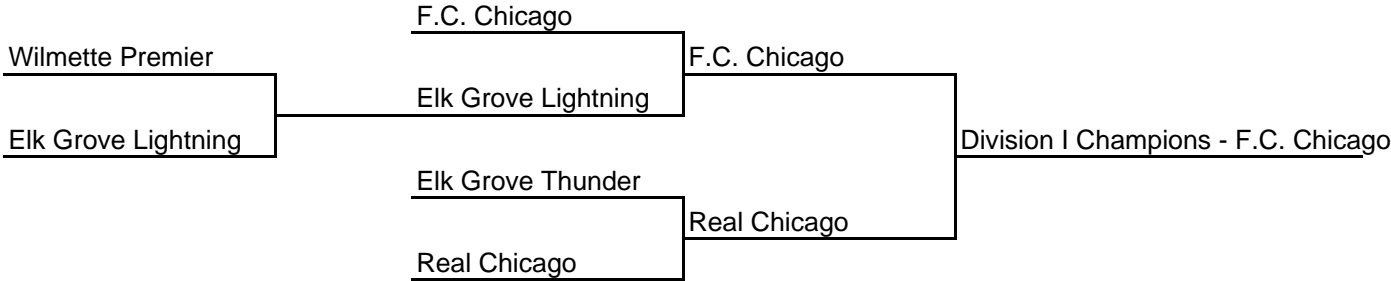 F.C. Chicago
Wilmette Premier
F.C. Chicago
Elk Grove Lightning
Elk Grove Lightning
Division I Champions - F.C. Chicago
Elk Grove Thunder
Real Chicago
Real Chicago